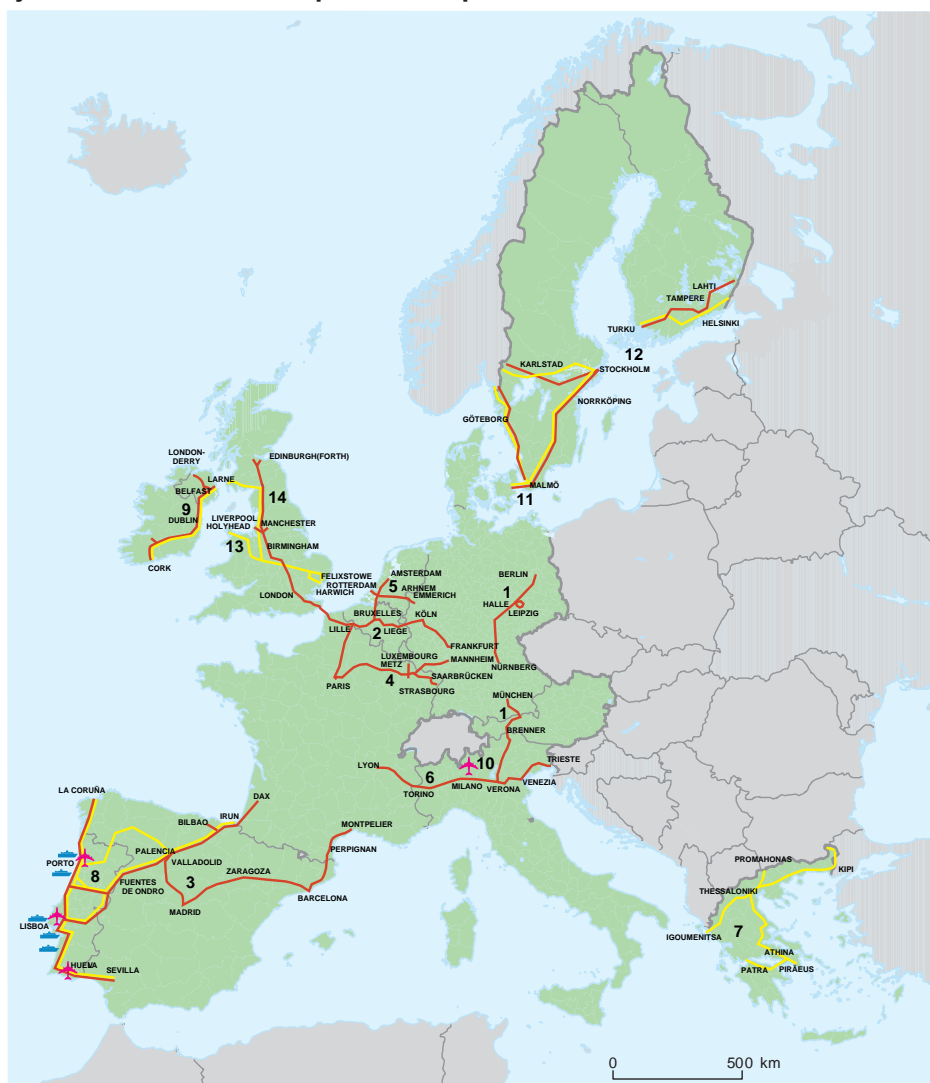 LAHTI
TAMPERE
TURKU
HELSINKI
12
KARLSTAD
STOCKHOLM
NORRKÖPING
GÖTEBORG
MALMÖ
11
LONDON-
DERRY
EDINBURGH(FORTH)
LARNE
BELFAST
14
9
DUBLIN
LIVERPOOL
MANCHESTER
HOLYHEAD
13
BIRMINGHAM
CORK
FELIXSTOWE
ROTTERDAM
HARWICH
LONDON
AMSTERDAM
5
ARHNEM
EMMERICH
BERLIN
1
HALLE
LEIPZIG
BRUXELLES
KÖLN
LILLE
2
LIEGE
FRANKFURT
LUXEMBOURG
METZ
MANNHEIM
NÜRNBERG
SAARBRÜCKEN
4
PARIS
STRASBOURG
MÜNCHEN
1
BRENNER
LYON
6
10
TRIESTE
TORINO
MILANO
VERONA
VENEZIA
LA CORUÑA
DAX
BILBAO
IRUN
MONTPELIER
PALENCIA
PERPIGNAN
PORTO
VALLADOLID
8
ZARAGOZA
FUENTES
DE ONDRO
3
BARCELONA
MADRID
LISBOA
HUELV
SEVILLA
PROMAHONAS
KIPI
THESSALONIKI
IGOUMENITSA
7
ATHINA
PATRA
PIRÄEUS
0
500 km